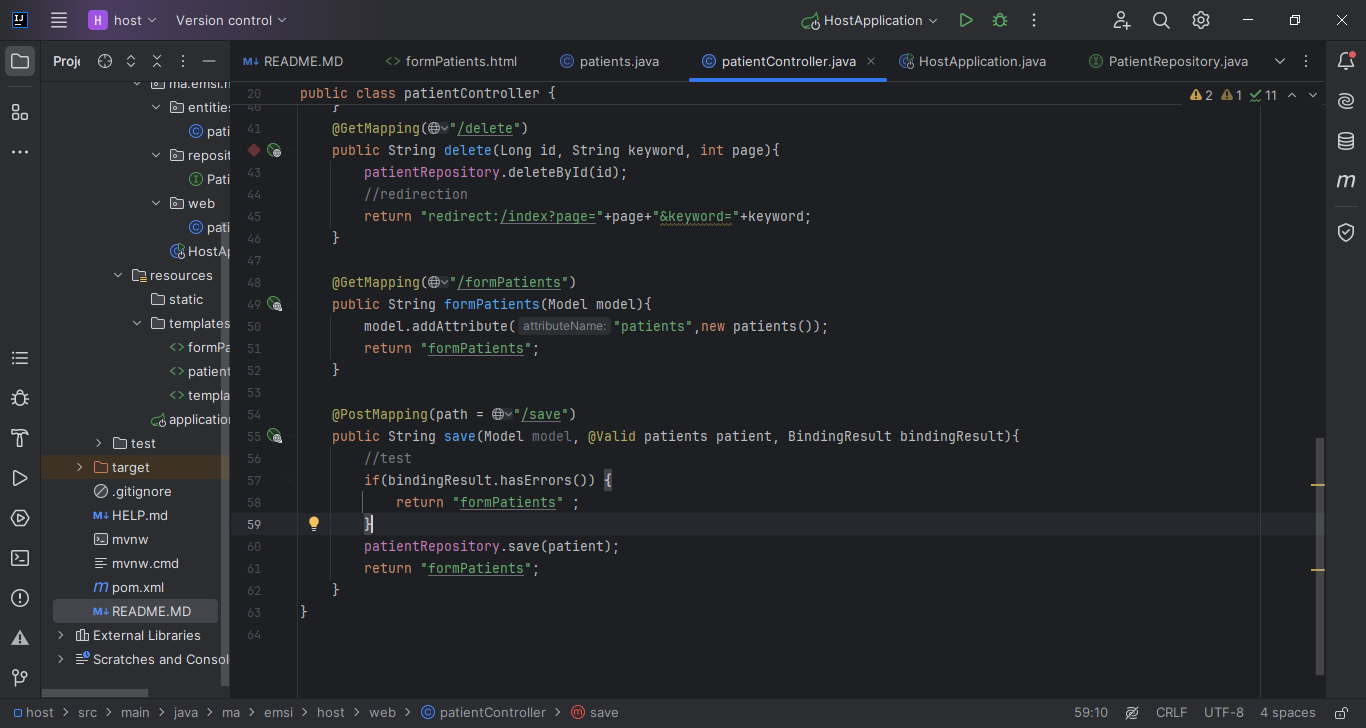 H host Version control HostApplication
Proje README.MD formPatients.html patients.java patientController.java HostApplication.java PatientRepository.java
20 public class patientController { 2 1 11
40 }
41 @GetMapping("/delete")
public String delete(Long id, String keyword, int page){
43 patientRepository.deleteById(id);
44 //redirection
45 return "redirect:/index?page="+page+"&keyword="+keyword;
46 }
47
48 @GetMapping("/formPatients")
49 public String formPatients(Model model){
50 model.addAttribute( attributeName: "patients",new patients());
51 return "formPatients";
52 }
53
54 @PostMapping(path = "/save")
55 public String save(Model model, @Valid patients patient, BindingResult bindingResult){
56 //test
57 if(bindingResult.hasErrors()) {
58 return "formPatients" ;
59 }
60 patientRepository.save(patient);
61 return "formPatients";
62 }
63 }
64
ma.emsi.h
entities
pati
reposit
Pati
web
pati
HostAp
resources
static
templates
formPa
patient
templa
application
test
target
.gitignore
HELP.md
mvnw
mvnw.cmd
pom.xml
README.MD
External Libraries
Scratches and Consol
host > src > main > java > ma > emsi > host > web > patientController > save 59:10 CRLF UTF-8 4 spaces